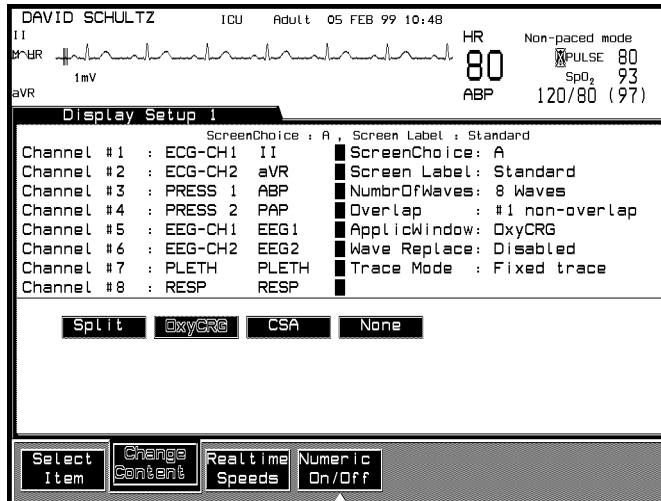 DAVID SCHULTZ ICU Adult 05 FEB 99 10:48
II HR Non-paced mode
M HR 80 PULSE 80
1mV SpO2 93
aVR ABP 120/80 (97)
Display Setup 1
ScreenChoice : A , Screen Label : Standard
Channel #1 : ECG-CH1 II ScreenChoice: A
Channel #2 : ECG-CH2 aVR Screen Label: Standard
Channel #3 : PRESS 1 ABP NumbrOfWaves: 8 Waves
Channel #4 : PRESS 2 PAP Overlap : #1 non-overlap
Channel #5 : EEG-CH1 EEG1 ApplicWindow: OxyCRG
Channel #6 : EEG-CH2 EEG2 Wave Replace: Disabled
Channel #7 : PLETH PLETH Trace Mode : Fixed trace
Channel #8 : RESP RESP
Split OxyCRG CSA None
Select Item Change Content Realtime Speeds Numeric On/Off